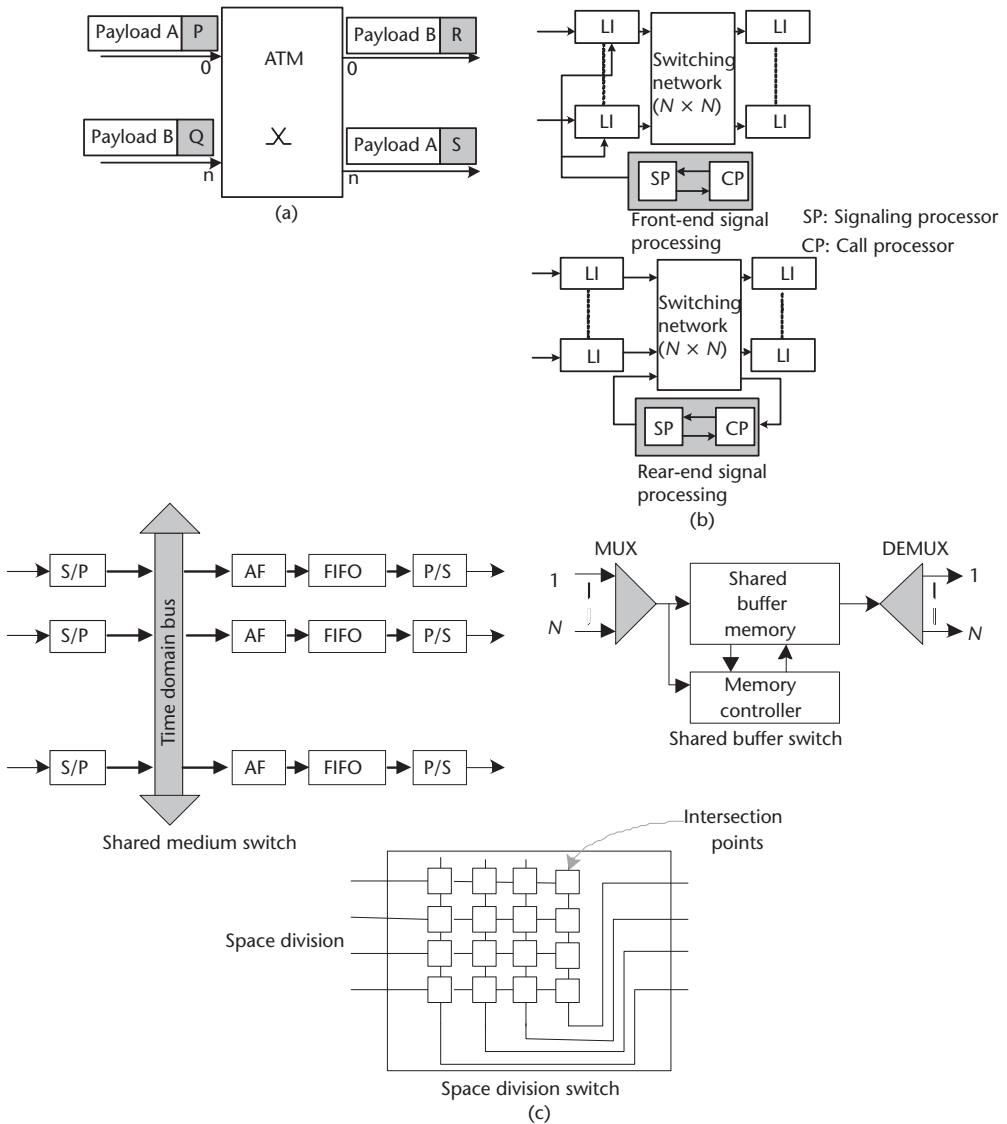 Payload A P
Payload B R
ATM
0
0
Payload B Q
Payload A S
n
n
(a)
LI
LI
Switching
network
(N × N)
LI
LI
SP
CP
Front-end signal
processing
SP: Signaling processor
CP: Call processor
LI
LI
Switching
network
(N × N)
LI
LI
SP
CP
Rear-end signal
processing
(b)
S/P
AF
FIFO
P/S
S/P
AF
FIFO
P/S
Time domain bus
S/P
AF
FIFO
P/S
Shared medium switch
MUX
DEMUX
1
N
Shared
buffer
memory
1
N
Memory
controller
Shared buffer switch
Intersection
points
Space division
Space division switch
(c)